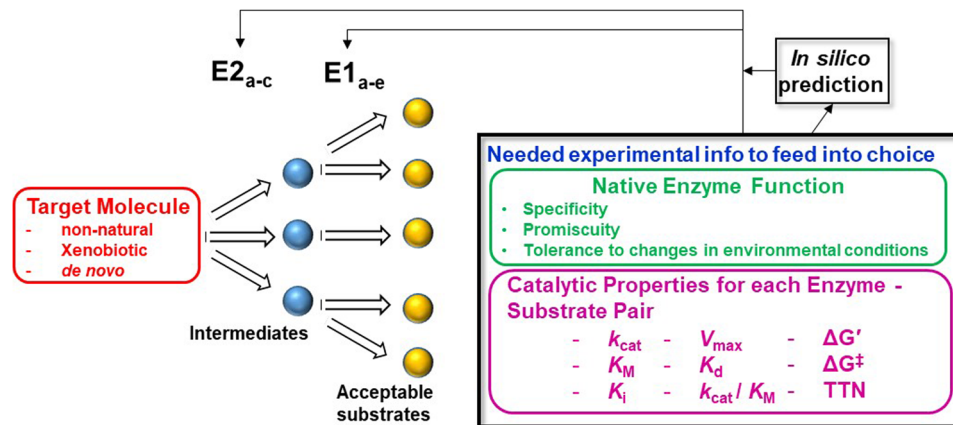 E2a-c
E1a-e
In silico
prediction
Target Molecule
- non-natural
- Xenobiotic
- de novo
Intermediates
Acceptable
substrates
Needed experimental info to feed into choice
Native Enzyme Function
• Specificity
• Promiscuity
• Tolerance to changes in environmental conditions
Catalytic Properties for each Enzyme -
Substrate Pair
- kcat - Vmax - ΔG′
- KM - Kd - ΔG‡
- Ki - kcat / KM - TTN